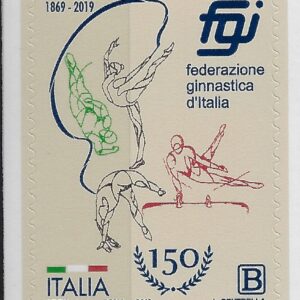 1869 - 2019
fgi
federazione
ginnastica
d'Italia
150
ITALIA
B